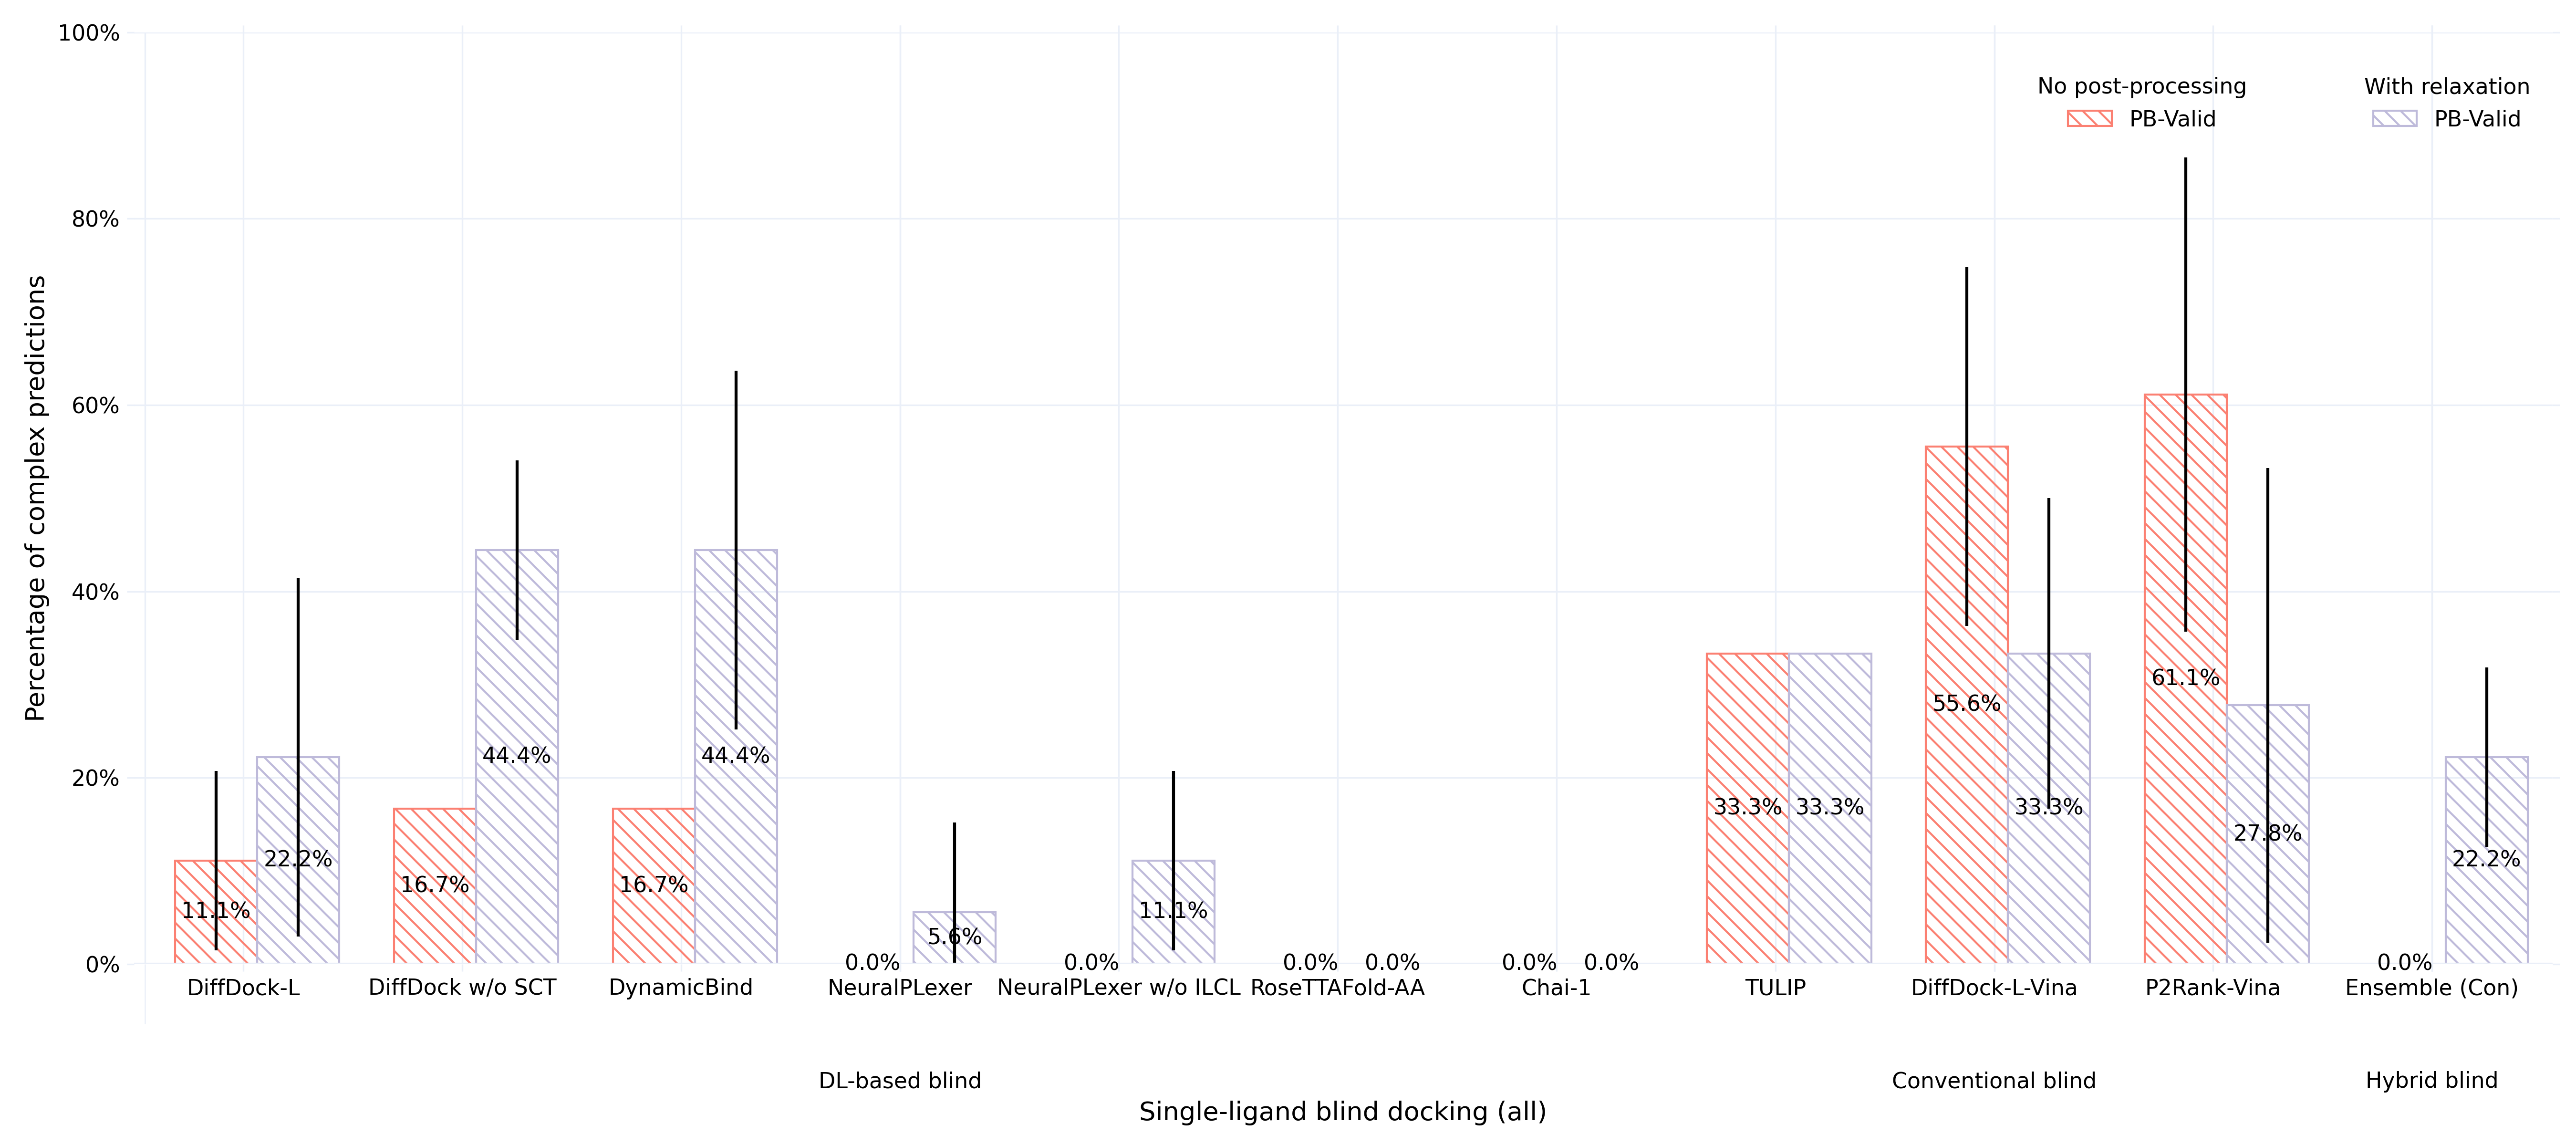 100%
80%
60%
40%
20%
0%
Percentage of complex predictions
No post-processing
PB-Valid
With relaxation
PB-Valid
11.1%
22.2%
16.7%
44.4%
16.7%
44.4%
0.0%
5.6%
0.0%
11.1%
0.0%
0.0%
0.0%
0.0%
33.3%
33.3%
55.6%
33.3%
61.1%
27.8%
0.0%
22.2%
DiffDock-L
DiffDock w/o SCT
DynamicBind
NeuralPLexer
NeuralPLexer w/o ILCL
RoseTTAFold-AA
Chai-1
TULIP
DiffDock-L-Vina
P2Rank-Vina
Ensemble (Con)
DL-based blind
Conventional blind
Hybrid blind
Single-ligand blind docking (all)